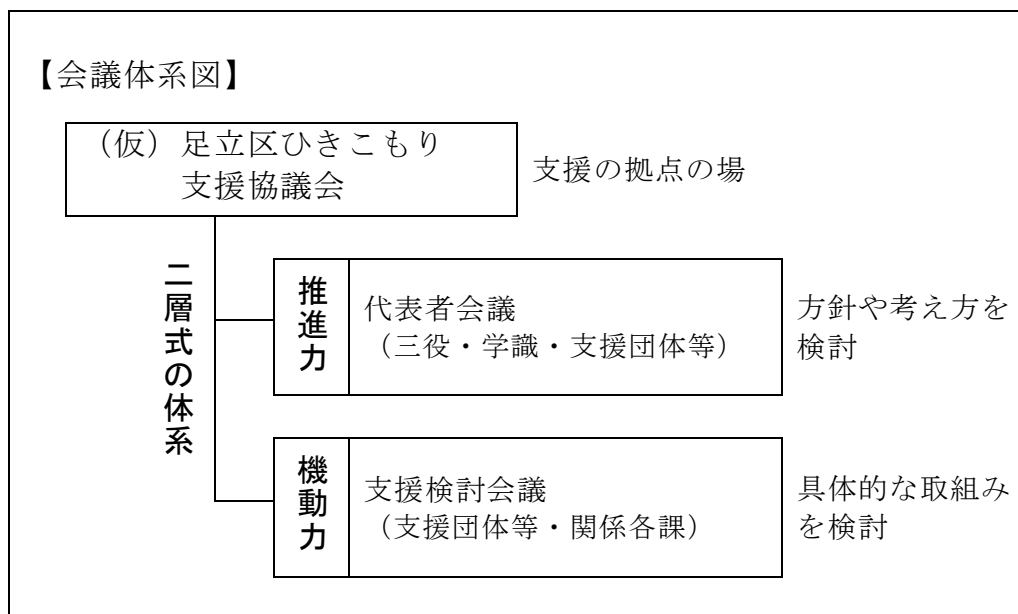 【会議体系図】
（仮）足立区ひきこもり
支援協議会
支援の拠点の場
二層式の体系
推進力
代表者会議
（三役・学識・支援団体等）
方針や考え方を
検討
機動力
支援検討会議
（支援団体等・関係各課）
具体的な取組み
を検討